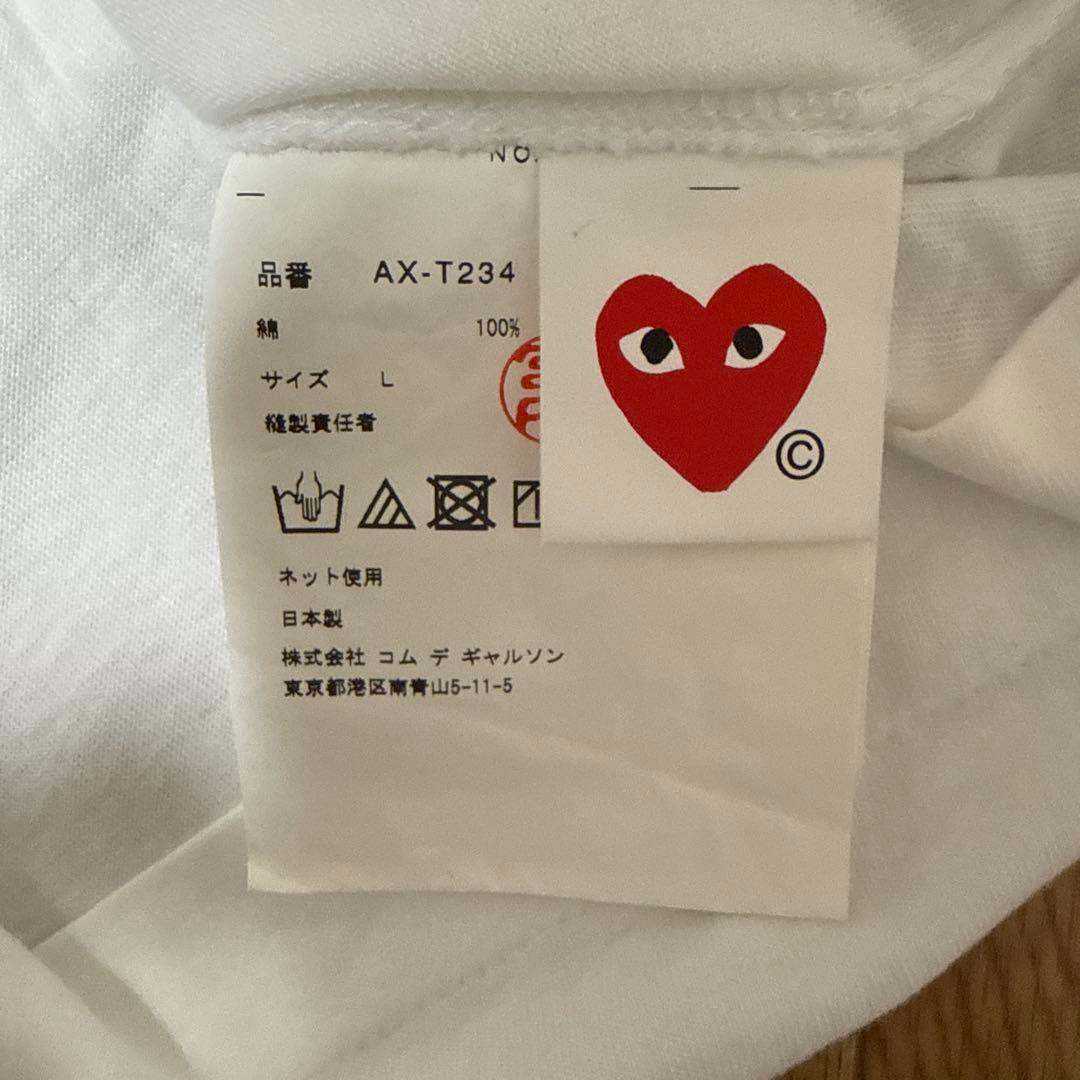 NO.
品番 AX-T234
綿 100%
サイズ L
縫製責任者
ネット使用
日本製
株式会社 コム デ ギャルソン
東京都港区南青山5-11-5
©